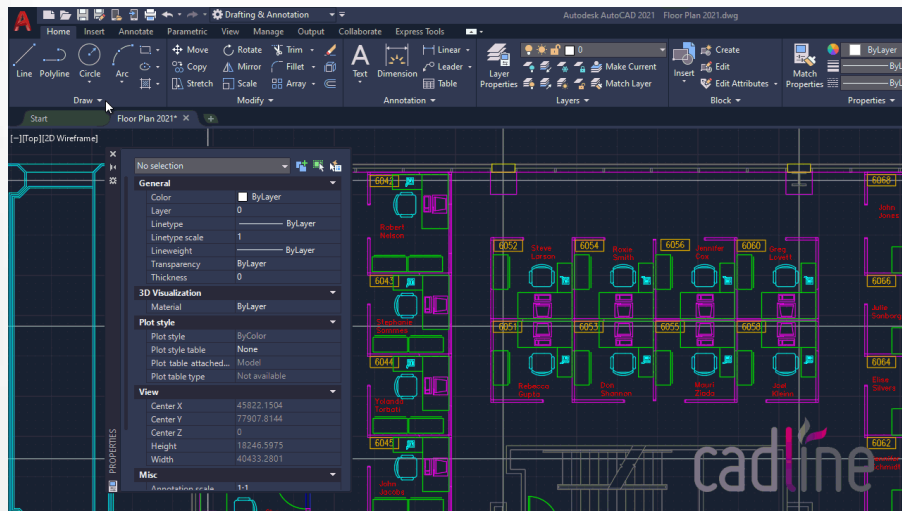 Drafting & Annotation
Autodesk AutoCAD 2021 Floor Plan 2021.dwg
Home Insert Annotate Parametric View Manage Output Collaborate Express Tools
Line Polyline Circle Arc
Move Rotate Trim
Copy Mirror Fillet
Stretch Scale Array
Text Dimension
Linear
Leader
Table
Layer Properties
0
Make Current
Match Layer
Insert
Create
Edit
Edit Attributes
Match Properties
ByLayer
Draw Modify Annotation Layers Block Properties
Start Floor Plan 2021* +
[−][Top][2D Wireframe]
No selection
General
Color ByLayer
Layer 0
Linetype ByLayer
Linetype scale 1
Lineweight ByLayer
Transparency ByLayer
Thickness 0
3D Visualization
Material ByLayer
Plot style
Plot style ByColor
Plot style table None
Plot table attached... Model
Plot table type Not available
View
Center X 45822.1504
Center Y 77907.8144
Center Z 0
Height 18246.5975
Width 40433.2801
Misc
Annotation scale 1:1
PROPERTIES
6042
Robert
Nelson
6043
Stephanie
Sommes
6044
Yolanda
Torbati
6045
John
Jacobs
6052 6054 6056 6060
Steve
Larson
Rosie
Smith
Jennifer
Cox
Greg
Lovett
6051 6053 6055 6058
Rebecca
Gupta
Dan
Shannon
Joel
Kleinn
6068
John
Jones
6066
Julie
6064
Elise
Silvers
6062
cadline